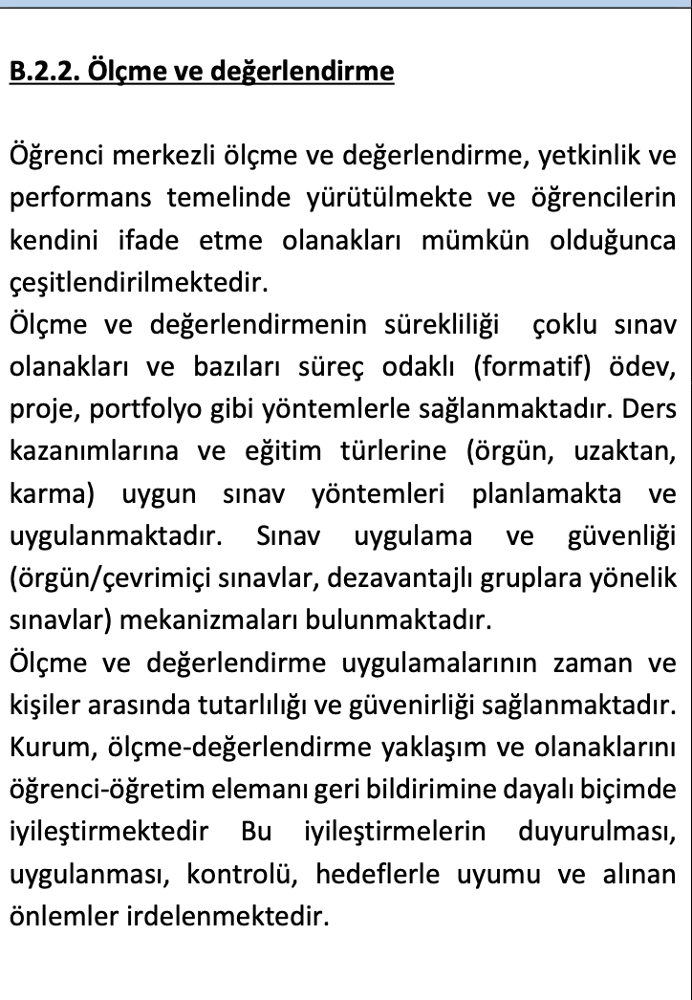 B.2.2. Ölçme ve değerlendirme
Öğrenci merkezli ölçme ve değerlendirme, yetkinlik ve
performans temelinde yürütülmekte ve öğrencilerin
kendini ifade etme olanakları mümkün olduğunca
çeşitlendirilmektedir.
Ölçme ve değerlendirmenin sürekliliği çoklu sınav
olanakları ve bazıları süreç odaklı (formatif) ödev,
proje, portfolyo gibi yöntemlerle sağlanmaktadır. Ders
kazanımlarına ve eğitim türlerine (örgün, uzaktan,
karma) uygun sınav yöntemleri planlamakta ve
uygulanmaktadır. Sınav uygulama ve güvenliği
(örgün/çevrimiçi sınavlar, dezavantajlı gruplara yönelik
sınavlar) mekanizmaları bulunmaktadır.
Ölçme ve değerlendirme uygulamalarının zaman ve
kişiler arasında tutarlılığı ve güvenirliği sağlanmaktadır.
Kurum, ölçme-değerlendirme yaklaşım ve olanaklarını
öğrenci-öğretim elemanı geri bildirimine dayalı biçimde
iyileştirmektedir Bu iyileştirmelerin duyurulması,
uygulanması, kontrolü, hedeflerle uyumu ve alınan
önlemler irdelenmektedir.